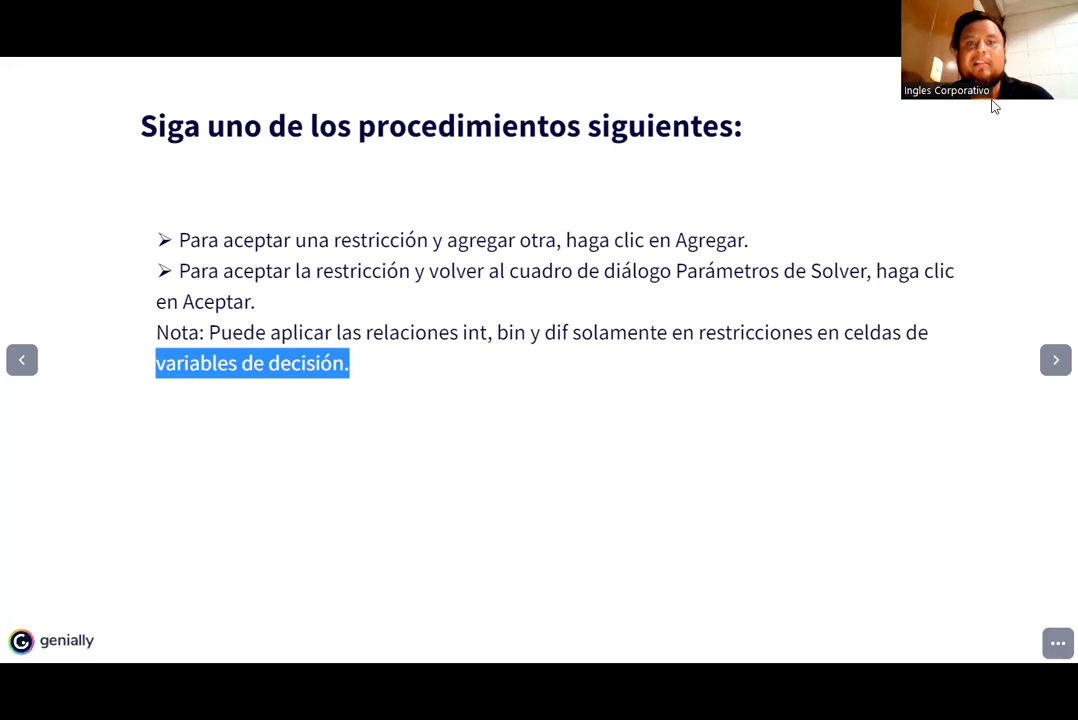 Ingles Corporativo
Siga uno de los procedimientos siguientes:
➢ Para aceptar una restricción y agregar otra, haga clic en Agregar.
➢ Para aceptar la restricción y volver al cuadro de diálogo Parámetros de Solver, haga clic
en Aceptar.
Nota: Puede aplicar las relaciones int, bin y dif solamente en restricciones en celdas de
variables de decisión.
genially